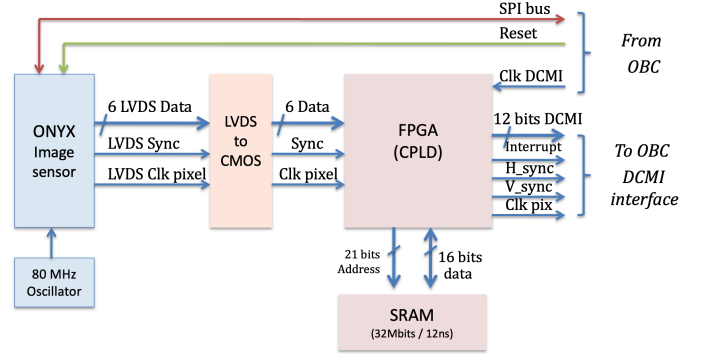 SPI bus
Reset
From
OBC
Clk DCMI
ONYX
Image
sensor
6 LVDS Data
LVDS Sync
LVDS Clk pixel
LVDS
to
CMOS
6 Data
Sync
Clk pixel
FPGA
(CPLD)
12 bits DCMI
Interrupt
H_sync
V_sync
Clk pix
To OBC
DCMI
interface
80 MHz
Oscillator
21 bits
Address
16 bits
data
SRAM
(32Mbits / 12ns)